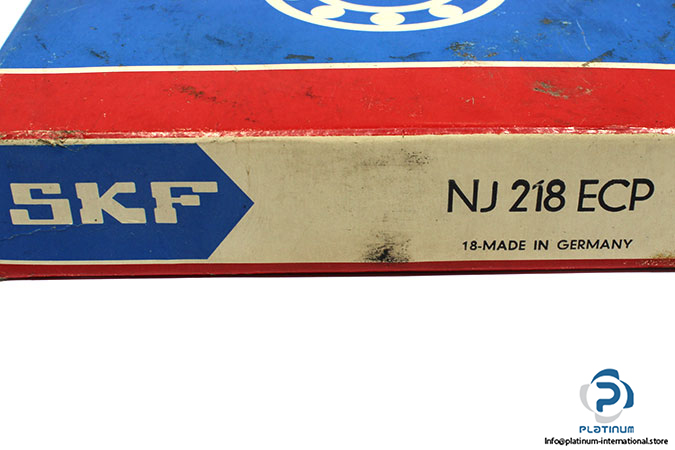 SKF
NJ 218 ECP
18-MADE IN GERMANY
P
PLATINUM
Info@platinum-international.store